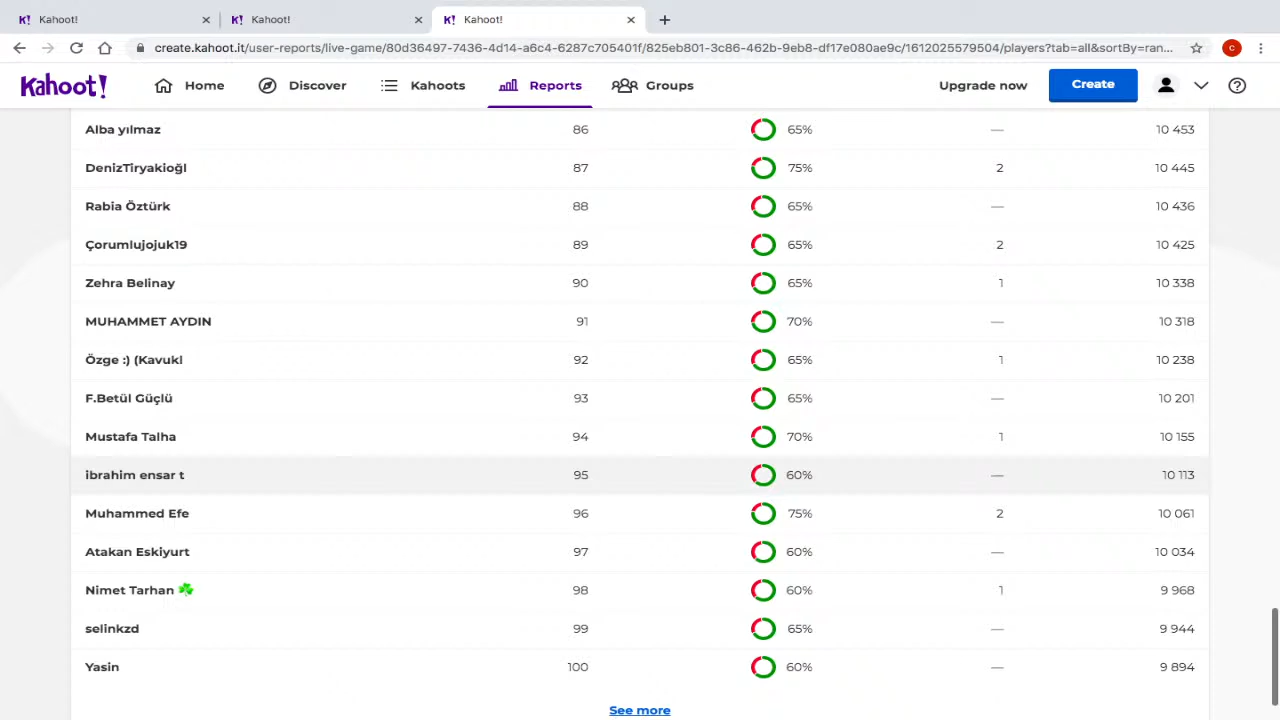 K! Kahoot!
K! Kahoot!
K! Kahoot!
create.kahoot.it/user-reports/live-game/80d36497-7436-4d14-a6c4-6287c705401f/825eb801-3c86-462b-9eb8-df17e080ae9c/1612025579504/players?tab=all&sortBy=ran...
C
Kahoot! Home Discover Kahoots Reports Groups Upgrade now Create
Alba yılmaz 86 65% — 10 453
DenizTiryakioğl 87 75% 2 10 445
Rabia Öztürk 88 65% — 10 436
Çorumlujojuk19 89 65% 2 10 425
Zehra Belinay 90 65% 1 10 338
MUHAMMET AYDIN 91 70% — 10 318
Özge :) (Kavukl 92 65% 1 10 238
F.Betül Güçlü 93 65% — 10 201
Mustafa Talha 94 70% 1 10 155
ibrahim ensar t 95 60% — 10 113
Muhammed Efe 96 75% 2 10 061
Atakan Eskiyurt 97 60% — 10 034
Nimet Tarhan ☘️ 98 60% 1 9 968
selinkzd 99 65% — 9 944
Yasin 100 60% — 9 894
See more